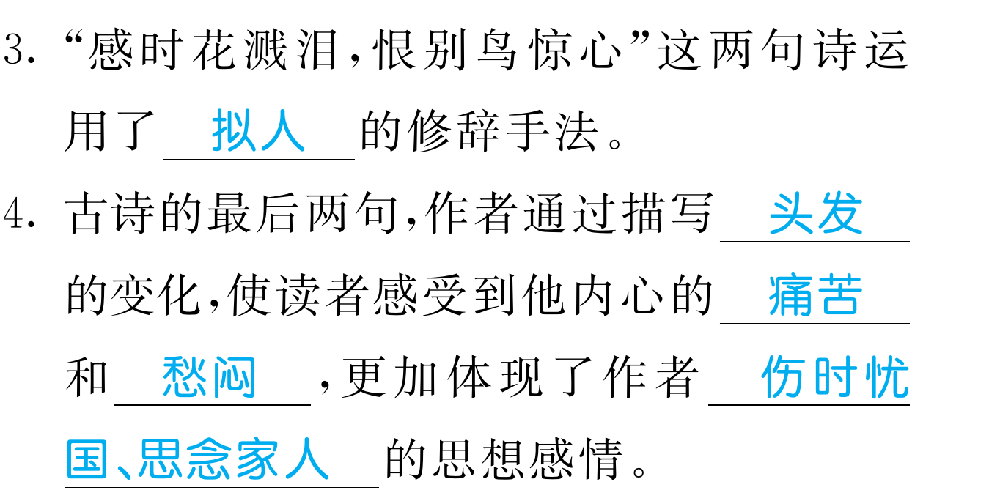 3. “感时花溅泪,恨别鸟惊心”这两句诗运
用了 拟人 的修辞手法。
4. 古诗的最后两句,作者通过描写 头发
的变化,使读者感受到他内心的 痛苦
和 愁闷 ,更加体现了作者 伤时忧
国、思念家人 的思想感情。